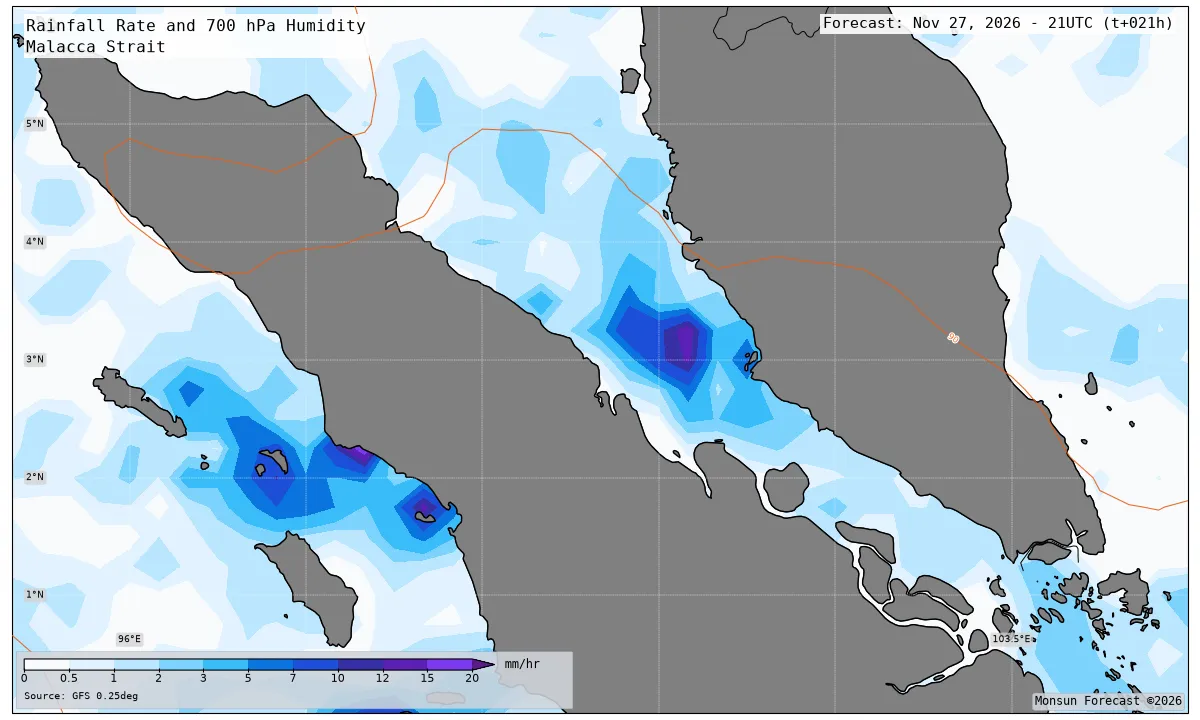 Rainfall Rate and 700 hPa Humidity
Malacca Strait
Forecast: Nov 27, 2026 - 21UTC (t+021h)
5°N
4°N
90
3°N
2°N
1°N
96°E
103.5°E
mm/hr
0 0.5 1 2 3 5 7 10 12 15 20
Source: GFS 0.25deg
Monsun Forecast ©2026